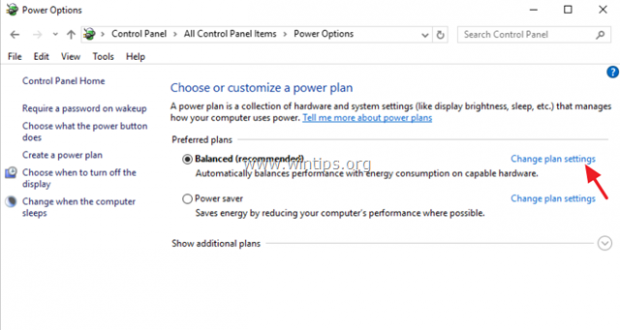 Power Options
Control Panel > All Control Panel Items > Power Options
Search Control Panel
File Edit View Tools Help
Control Panel Home
Require a password on wakeup
Choose what the power button
does
Create a power plan
Choose when to turn off the
display
Change when the computer
sleeps
Choose or customize a power plan
A power plan is a collection of hardware and system settings (like display brightness, sleep, etc.) that manages
how your computer uses power. Tell me more about power plans
Preferred plans
Balanced (recommended)
Change plan settings
www.wintips.org
Automatically balances performance with energy consumption on capable hardware.
Power saver
Change plan settings
Saves energy by reducing your computer's performance where possible.
Show additional plans